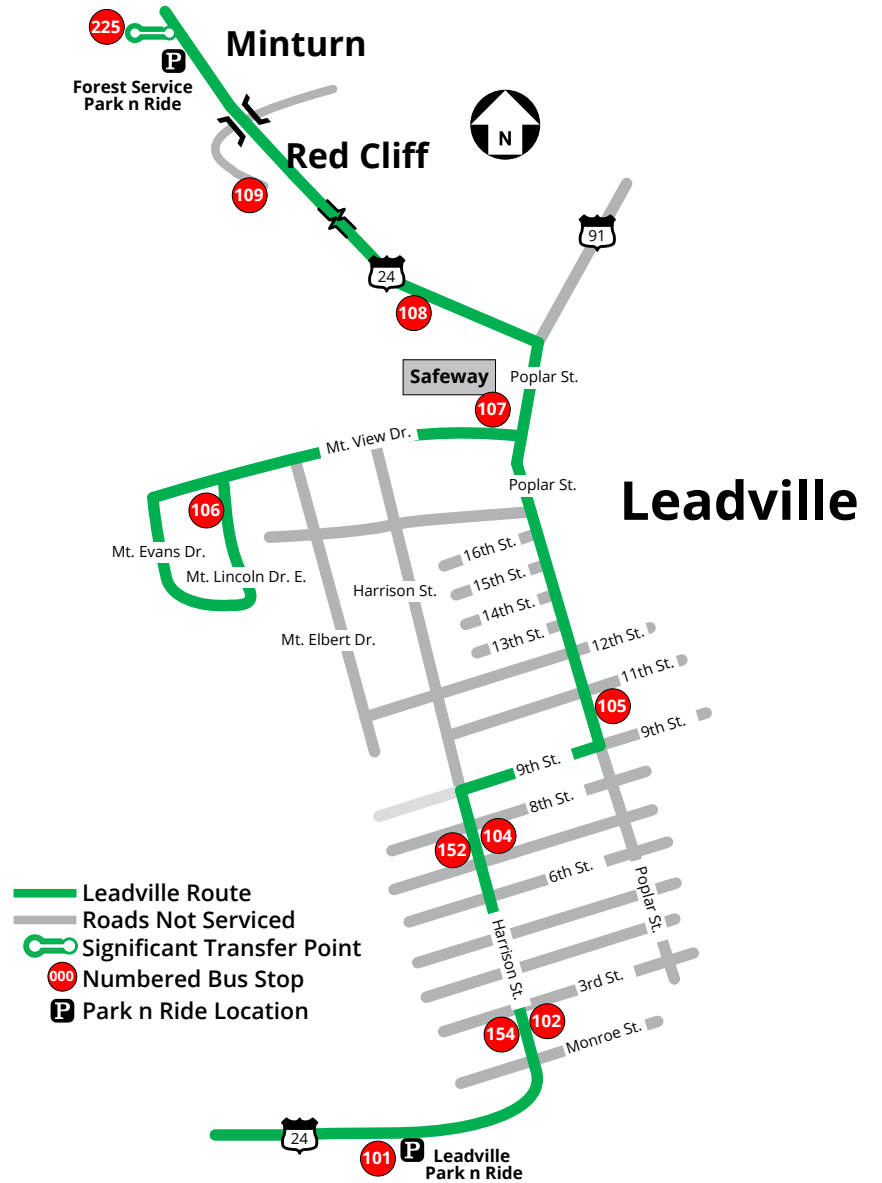 225
Minturn
P
Forest Service
Park n Ride
N
Red Cliff
109
91
24
108
Safeway
Poplar St.
107
Mt. View Dr.
Poplar St.
Leadville
106
16th St.
Mt. Evans Dr.
Mt. Lincoln Dr. E.
15th St.
Harrison St.
14th St.
13th St.
12th St.
Mt. Elbert Dr.
11th St.
105
9th St.
9th St.
8th St.
104
152
6th St.
Poplar St.
Leadville Route
Roads Not Serviced
Significant Transfer Point
000 Numbered Bus Stop
P Park n Ride Location
Harrison St.
3rd St.
102
154
Monroe St.
24
101
P
Leadville
Park n Ride